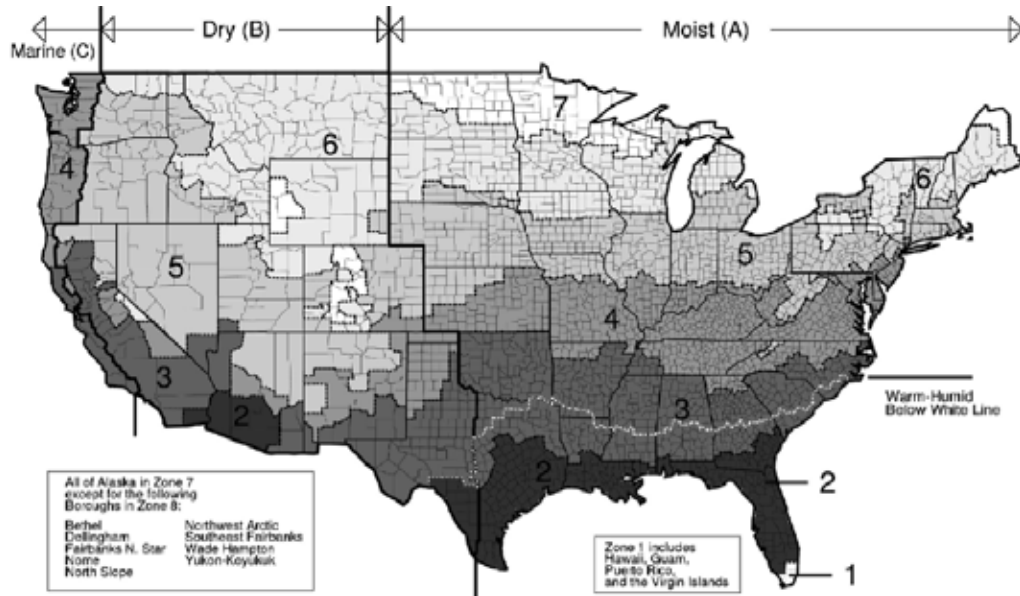 Marine (C)
Dry (B)
Moist (A)
7
6
6
4
5
5
4
3
3
2
2
2
1
Warm-Humid
Below White Line
All of Alaska in Zone 7
except for the following
Boroughs in Zone 8:
Bethel
Dellingham
Fairbanks N. Star
Nome
North Slope
Northwest Arctic
Southeast Fairbanks
Wade Hampton
Yukon-Koyukuk
Zone 1 includes
Hawaii, Guam,
Puerto Rico,
and the Virgin Islands